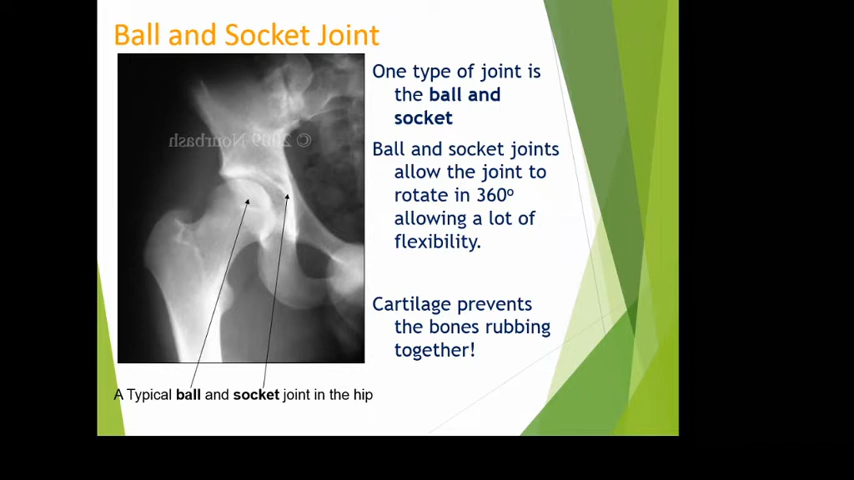 Ball and Socket Joint
One type of joint is
the ball and
socket
Ball and socket joints
allow the joint to
rotate in 360º
allowing a lot of
flexibility.
Cartilage prevents
the bones rubbing
together!
© 2009 Nourbash
A Typical ball and socket joint in the hip